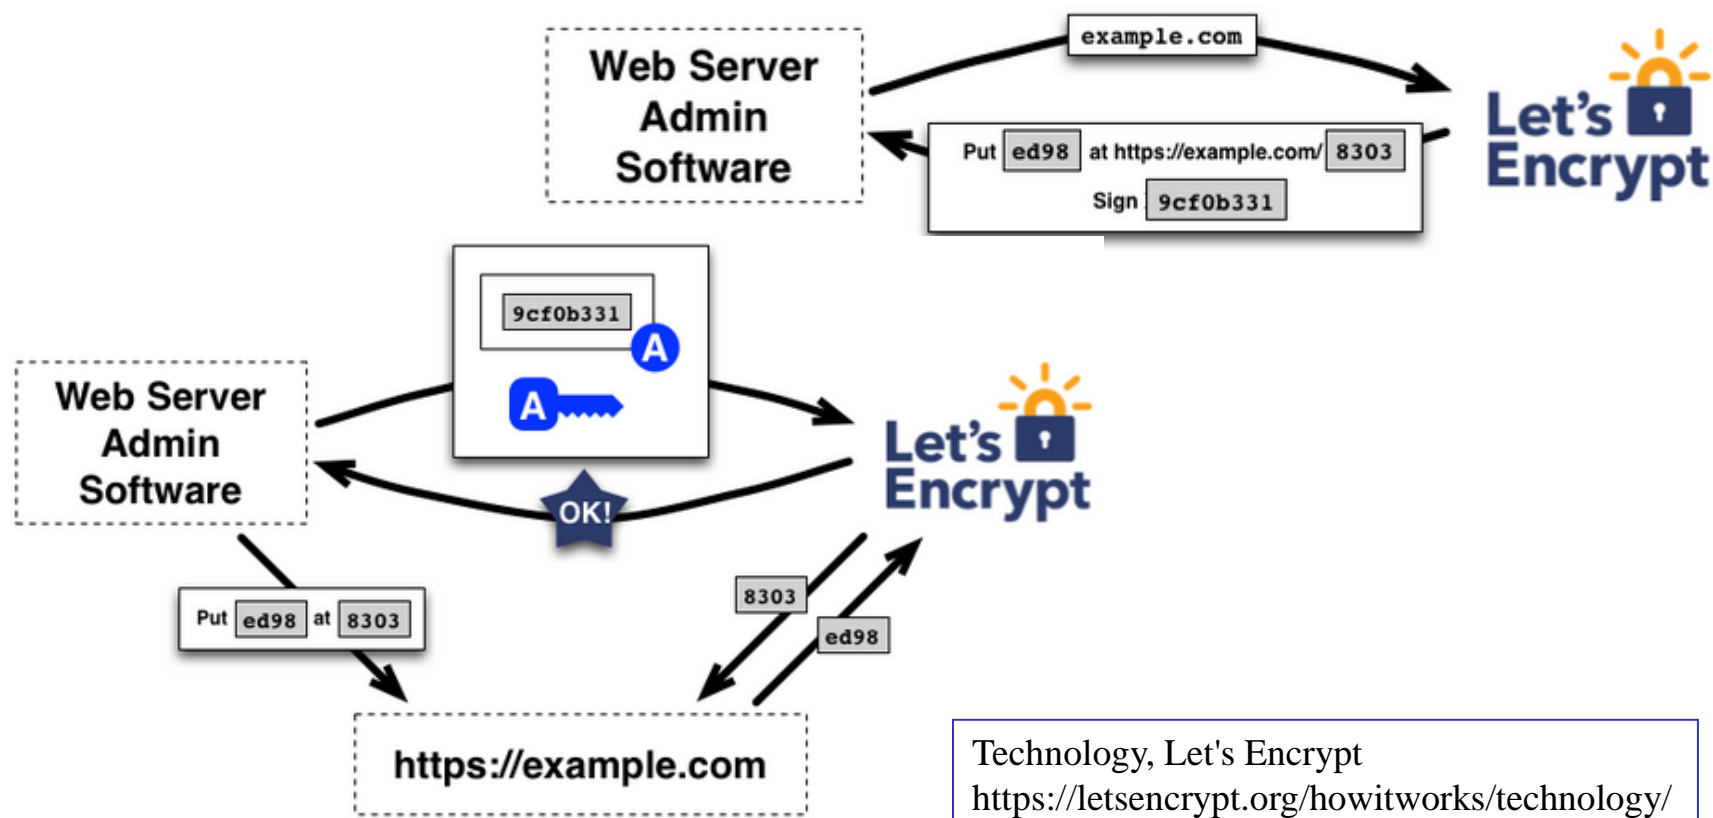 example.com
Web Server
Admin
Software
Let's
Encrypt
Put ed98 at https://example.com/ 8303
Sign 9cf0b331
9cf0b331
A
A
Web Server
Admin
Software
Let's
Encrypt
OK!
Put ed98 at 8303
8303
ed98
https://example.com
Technology, Let's Encrypt
https://letsencrypt.org/howitworks/technology/